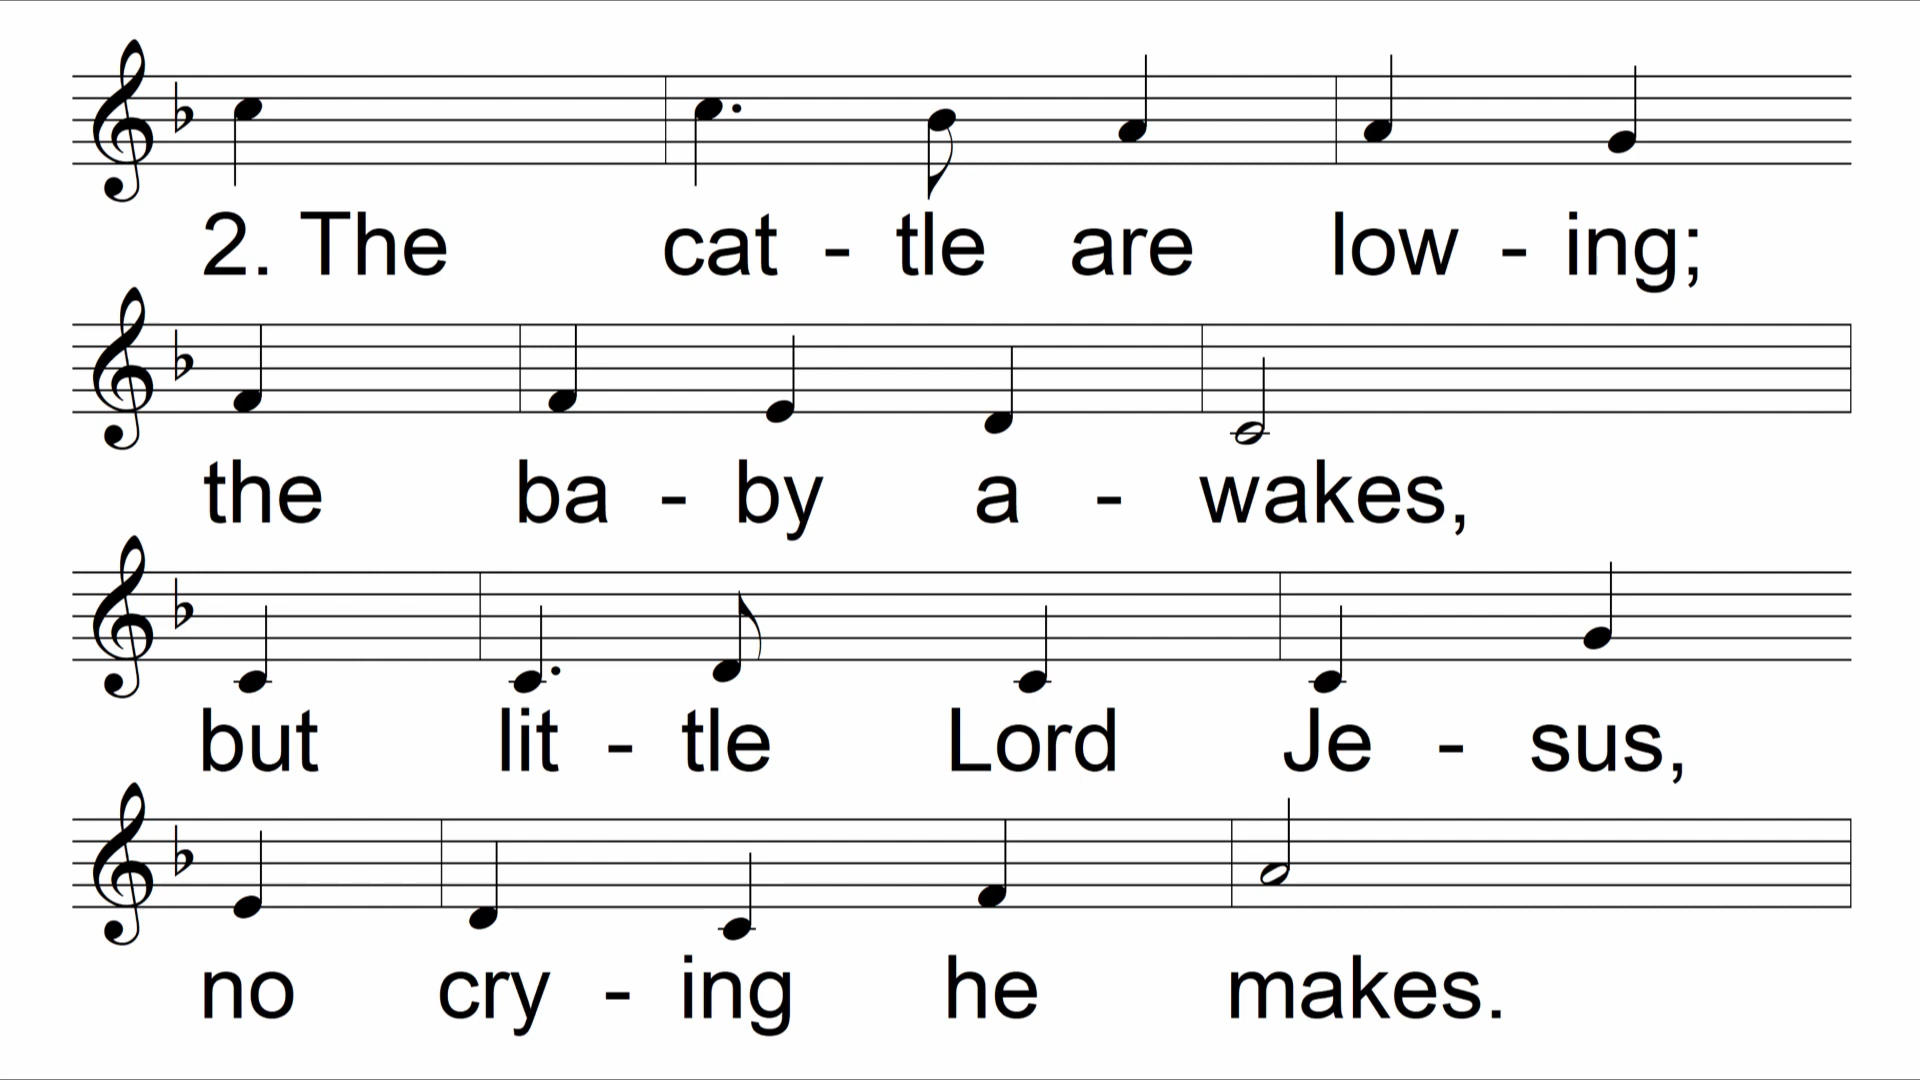 2. The cat - tle are low - ing;
the ba - by a - wakes,
but lit - tle Lord Je - sus,
no cry - ing he makes.